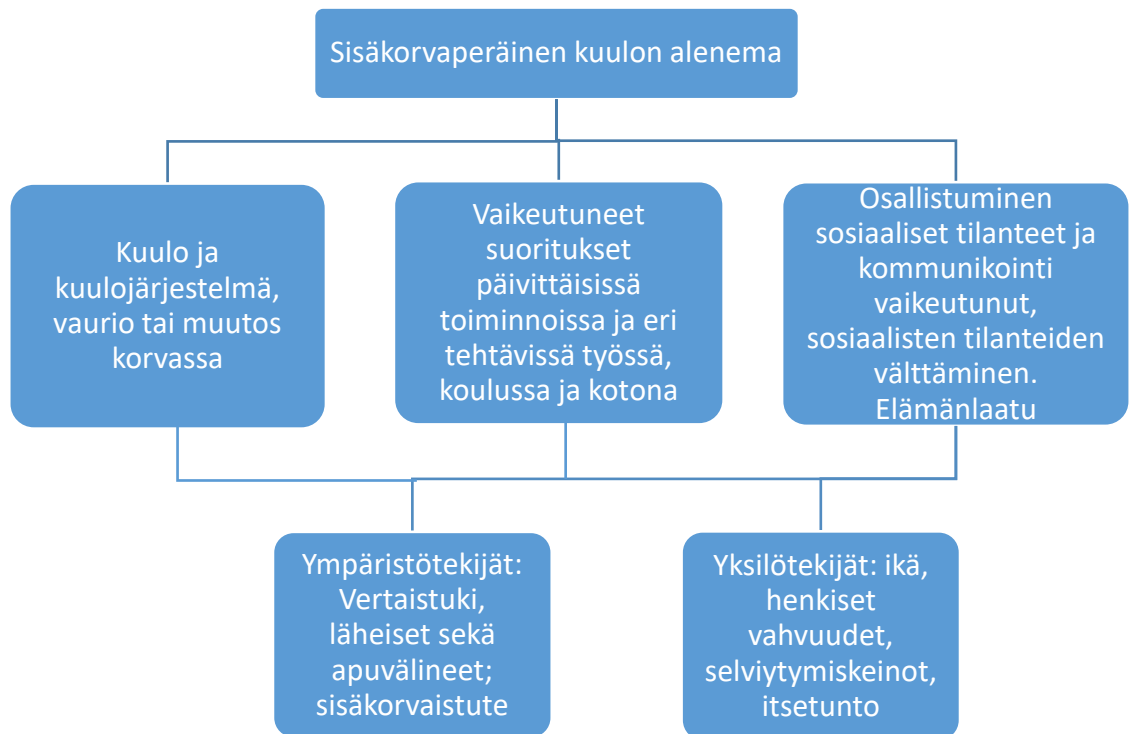 Sisäkorvaperäinen kuulon alenema
Kuulo ja
kuulojärjestelmä,
vaurio tai muutos
korvassa
Vaikeutuneet
suoritukset
päivittäisissä
toiminnoissa ja eri
tehtävissä työssä,
koulussa ja kotona
Osallistuminen
sosiaaliset tilanteet ja
kommunikointi
vaikeutunut,
sosiaalisten tilanteiden
välttäminen.
Elämänlaatu
Ympäristötekijät:
Vertaistuki,
läheiset sekä
apuvälineet;
sisäkorvaistute
Yksilötekijät: ikä,
henkiset
vahvuudet,
selviytymiskeinot,
itsetunto